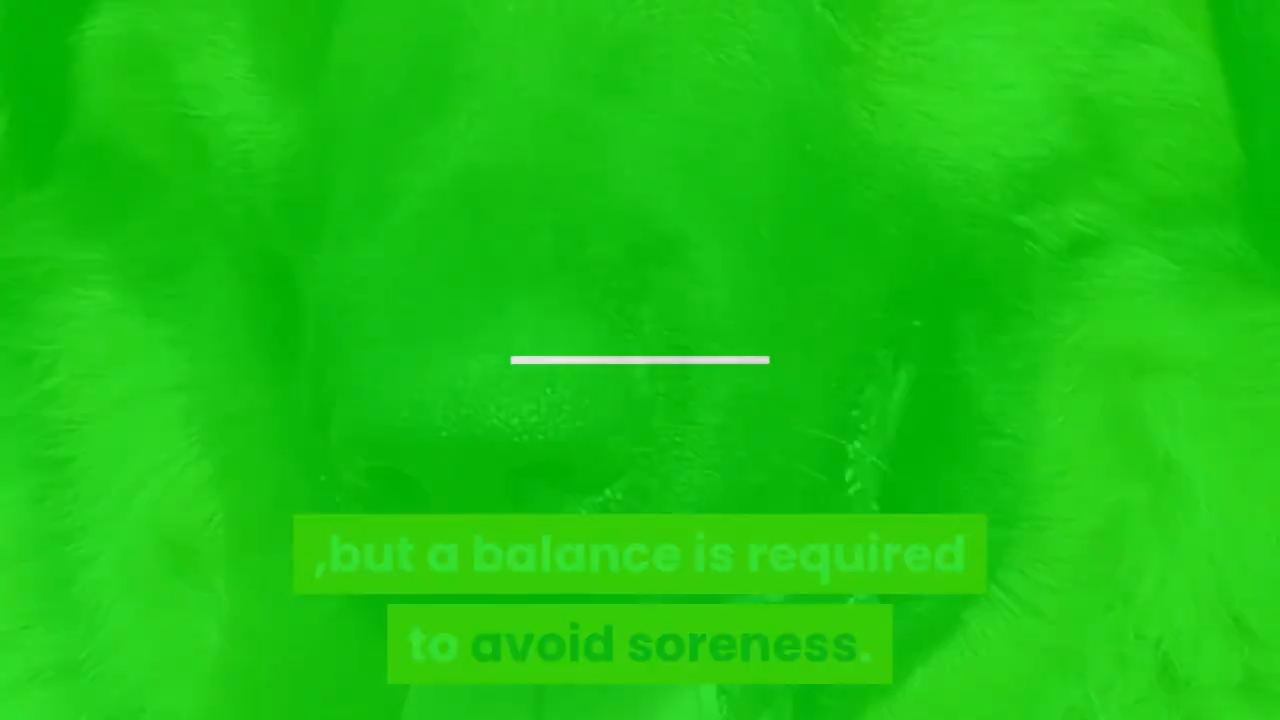 ,but a balance is required
to avoid soreness.